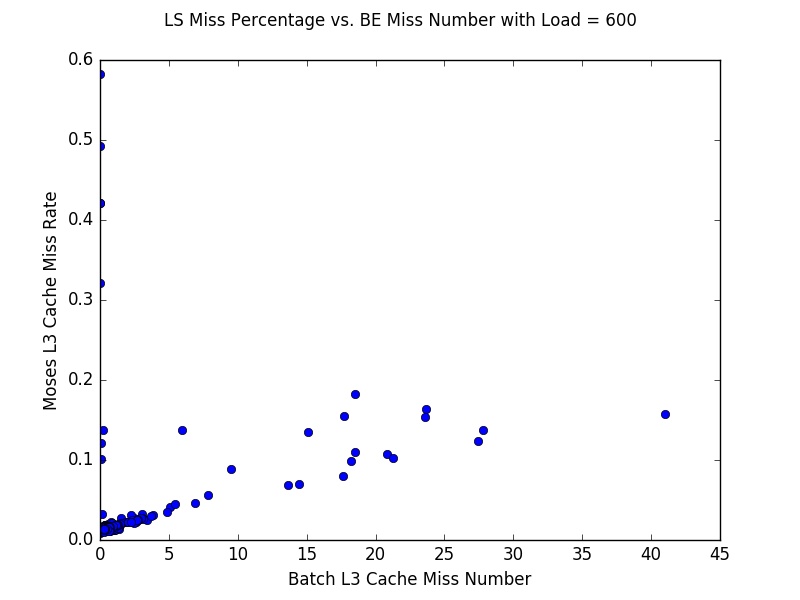 LS Miss Percentage vs. BE Miss Number with Load = 600
0.6
0.5
0.4
0.3
0.2
0.1
0.0
Moses L3 Cache Miss Rate
0 5 10 15 20 25 30 35 40 45
Batch L3 Cache Miss Number